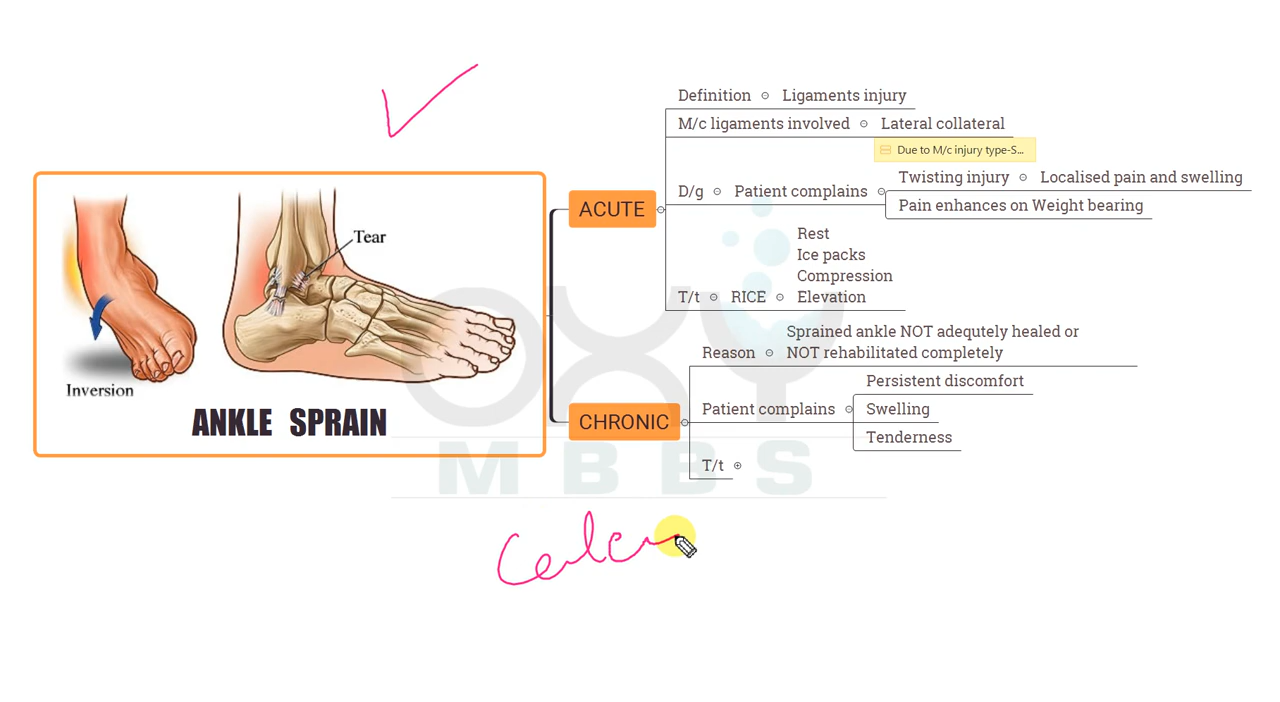 Tear
Inversion
ANKLE SPRAIN
ACUTE
Definition
Ligaments injury
M/c ligaments involved
Lateral collateral
Due to M/c injury type-S...
D/g
Patient complains
Twisting injury
Localised pain and swelling
Pain enhances on Weight bearing
T/t
RICE
Rest
Ice packs
Compression
Elevation
CHRONIC
Reason
Sprained ankle NOT adequtely healed or
NOT rehabilitated completely
Patient complains
Persistent discomfort
Swelling
Tenderness
T/t
OXY
MBBS